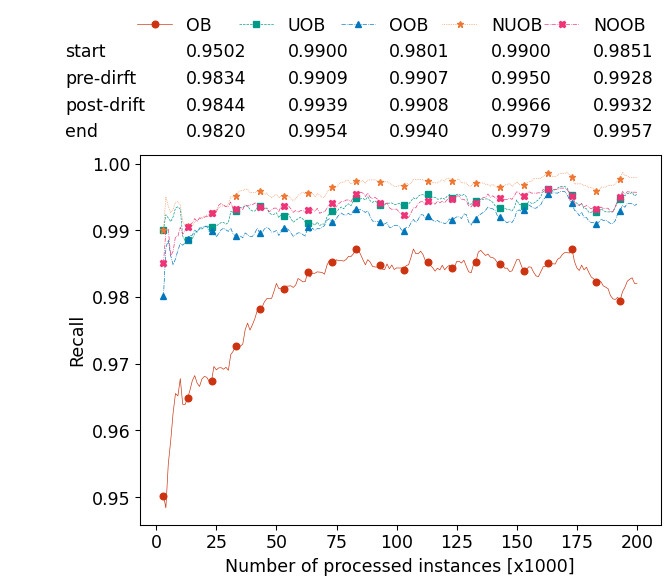 OB UOB OOB NUOB NOOB
start 0.9502 0.9900 0.9801 0.9900 0.9851
pre-dirft 0.9834 0.9909 0.9907 0.9950 0.9928
post-drift 0.9844 0.9939 0.9908 0.9966 0.9932
end 0.9820 0.9954 0.9940 0.9979 0.9957
1.00
0.99
0.98
0.97
0.96
0.95
Recall
0 25 50 75 100 125 150 175 200
Number of processed instances [x1000]